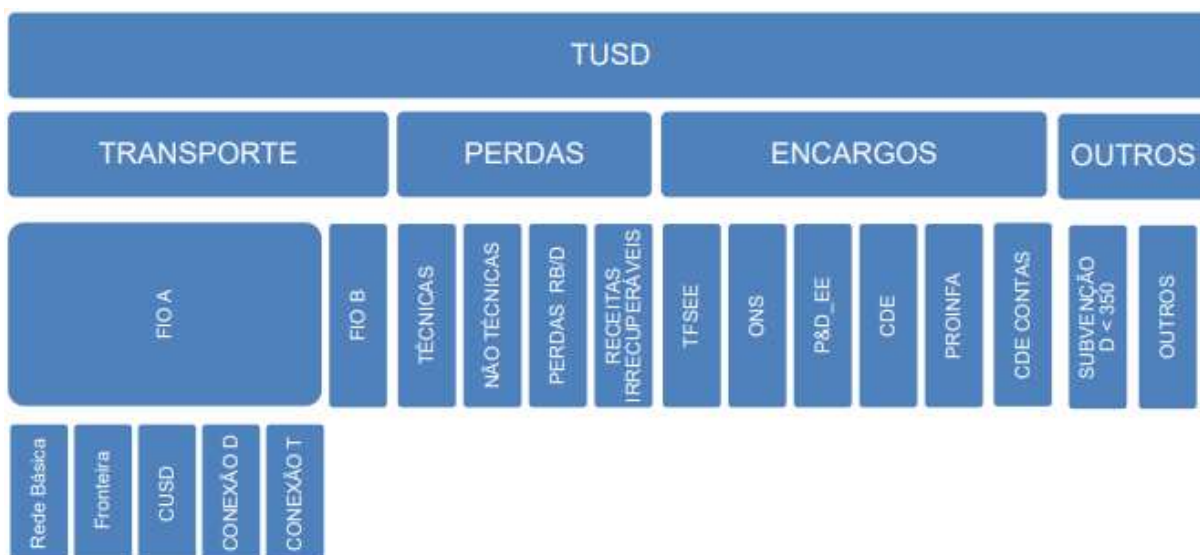 TUSD
TRANSPORTE
PERDAS
ENCARGOS
OUTROS
FIO A
FIO B
TÉCNICAS
NÃO TÉCNICAS
PERDAS RB/D
RECEITAS
IRRECUPERÁVEIS
TFSEE
ONS
P&D_EE
CDE
PROINFA
CDE CONTAS
SUBVENÇÃO
D < 350
OUTROS
Rede Básica
Fronteira
CUSD
CONEXÃO D
CONEXÃO T